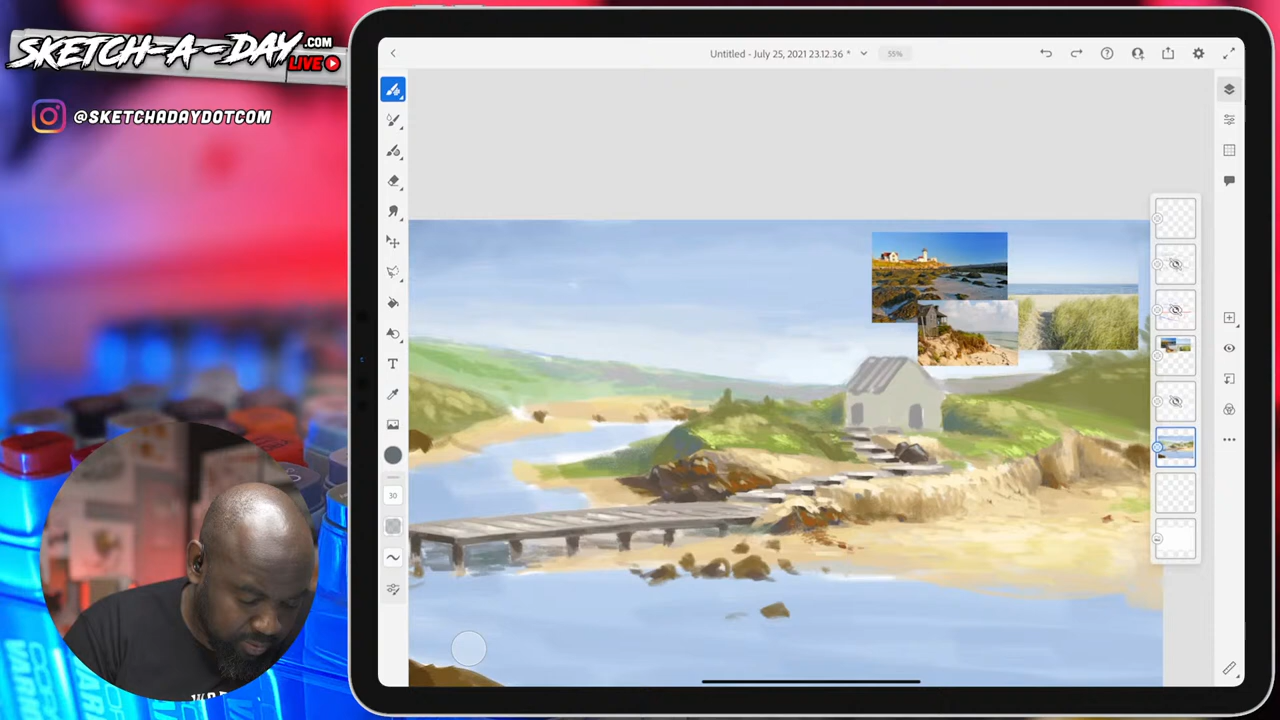 SKETCH-A-DAY.COM
LIVE
@SKETCHADAYDOTCOM
Untitled - July 25, 2021 23.12.36 *
55%
T
30